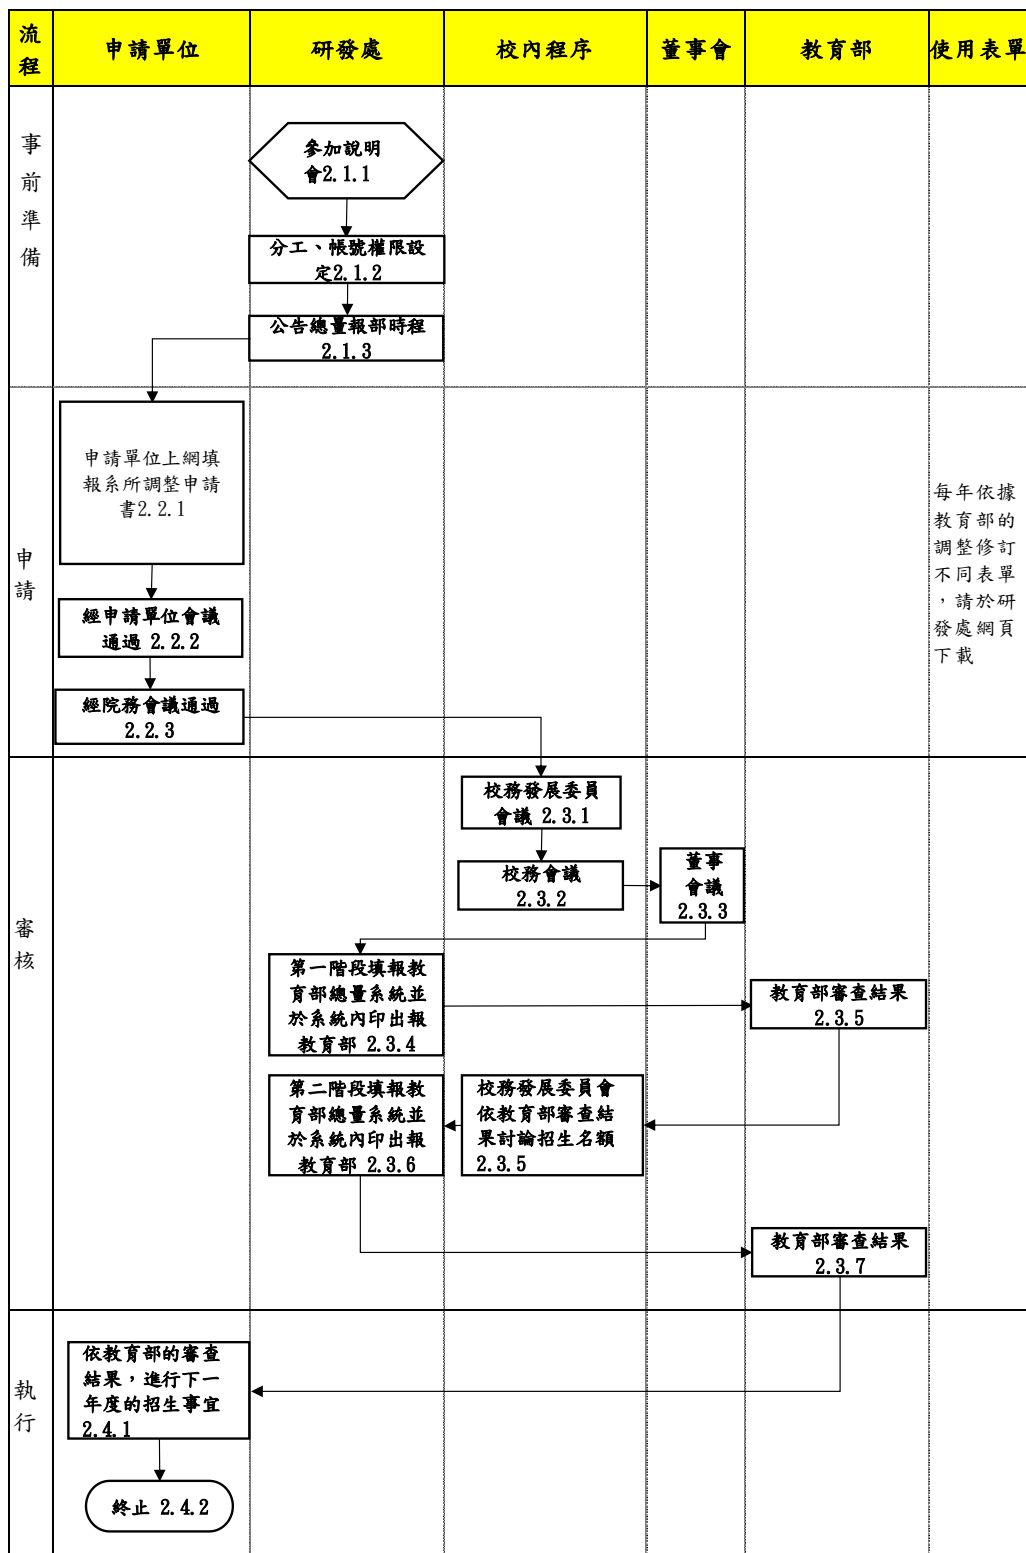 流程
申請單位
研發處
校內程序
董事會
教育部
使用表單
事前準備
參加說明
會2.1.1
分工、帳號權限設
定2.1.2
公告總量報部時程
2.1.3
申請
申請單位上網填
報系所調整申請
書2.2.1
經申請單位會議
通過 2.2.2
經院務會議通過
2.2.3
每年依據
教育部的
調整修訂
不同表單
，請於研
發處網頁
下載
審核
校務發展委員
會議 2.3.1
校務會議
2.3.2
董事
會議
2.3.3
第一階段填報教
育部總量系統並
於系統內印出報
教育部 2.3.4
教育部審查結果
2.3.5
校務發展委員會
依教育部審查結
果討論招生名額
2.3.5
第二階段填報教
育部總量系統並
於系統內印出報
教育部 2.3.6
教育部審查結果
2.3.7
執行
依教育部的審查
結果，進行下一
年度的招生事宜
2.4.1
終止 2.4.2